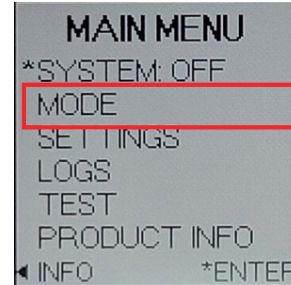 MAIN MENU
*SYSTEM: OFF
MODE
SETTINGS
LOGS
TEST
PRODUCT INFO
◄ INFO *ENTER